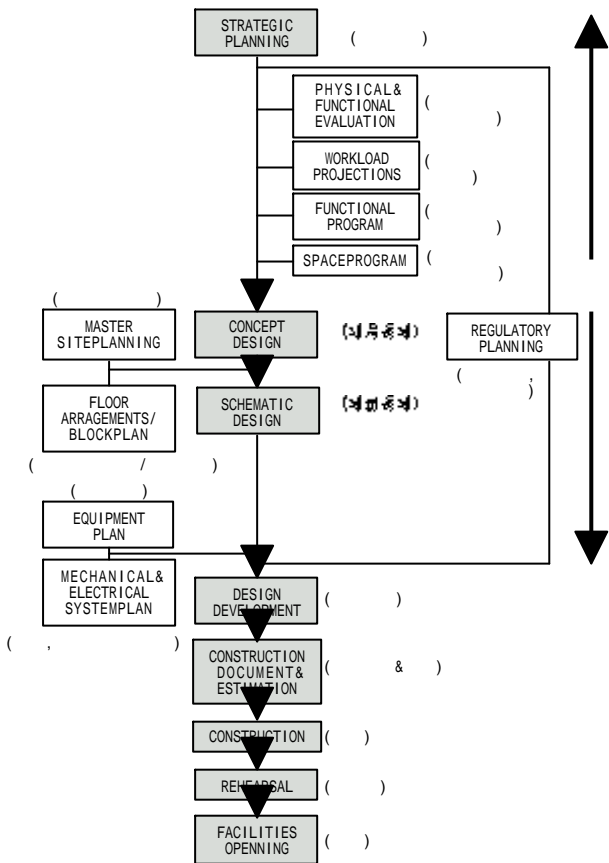 STRATEGIC
PLANNING
( )
PHYSICAL&
FUNCTIONAL
EVALUATION
( )
WORKLOAD
PROJECTIONS
( )
FUNCTIONAL
PROGRAM
( )
SPACEPROGRAM
( )
( )
MASTER
SITEPLANNING
CONCEPT
DESIGN
REGULATORY
PLANNING
( ,
)
FLOOR
ARRAGEMENTS/
BLOCKPLAN
SCHEMATIC
DESIGN
( / )
( )
EQUIPMENT
PLAN
MECHANICAL&
ELECTRICAL
SYSTEMPLAN
( , )
DESIGN
DEVELOPMENT
( )
CONSTRUCTION
DOCUMENT&
ESTIMATION
( & )
CONSTRUCTION
( )
REHEARSAL
( )
FACILITIES
OPENNING
( )